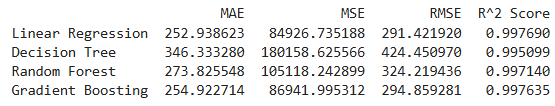 MAE MSE RMSE R^2 Score
Linear Regression 252.938623 84926.735188 291.421920 0.997690
Decision Tree 346.333280 180158.625566 424.450970 0.995099
Random Forest 273.825548 105118.242899 324.219436 0.997140
Gradient Boosting 254.922714 86941.995312 294.859281 0.997635